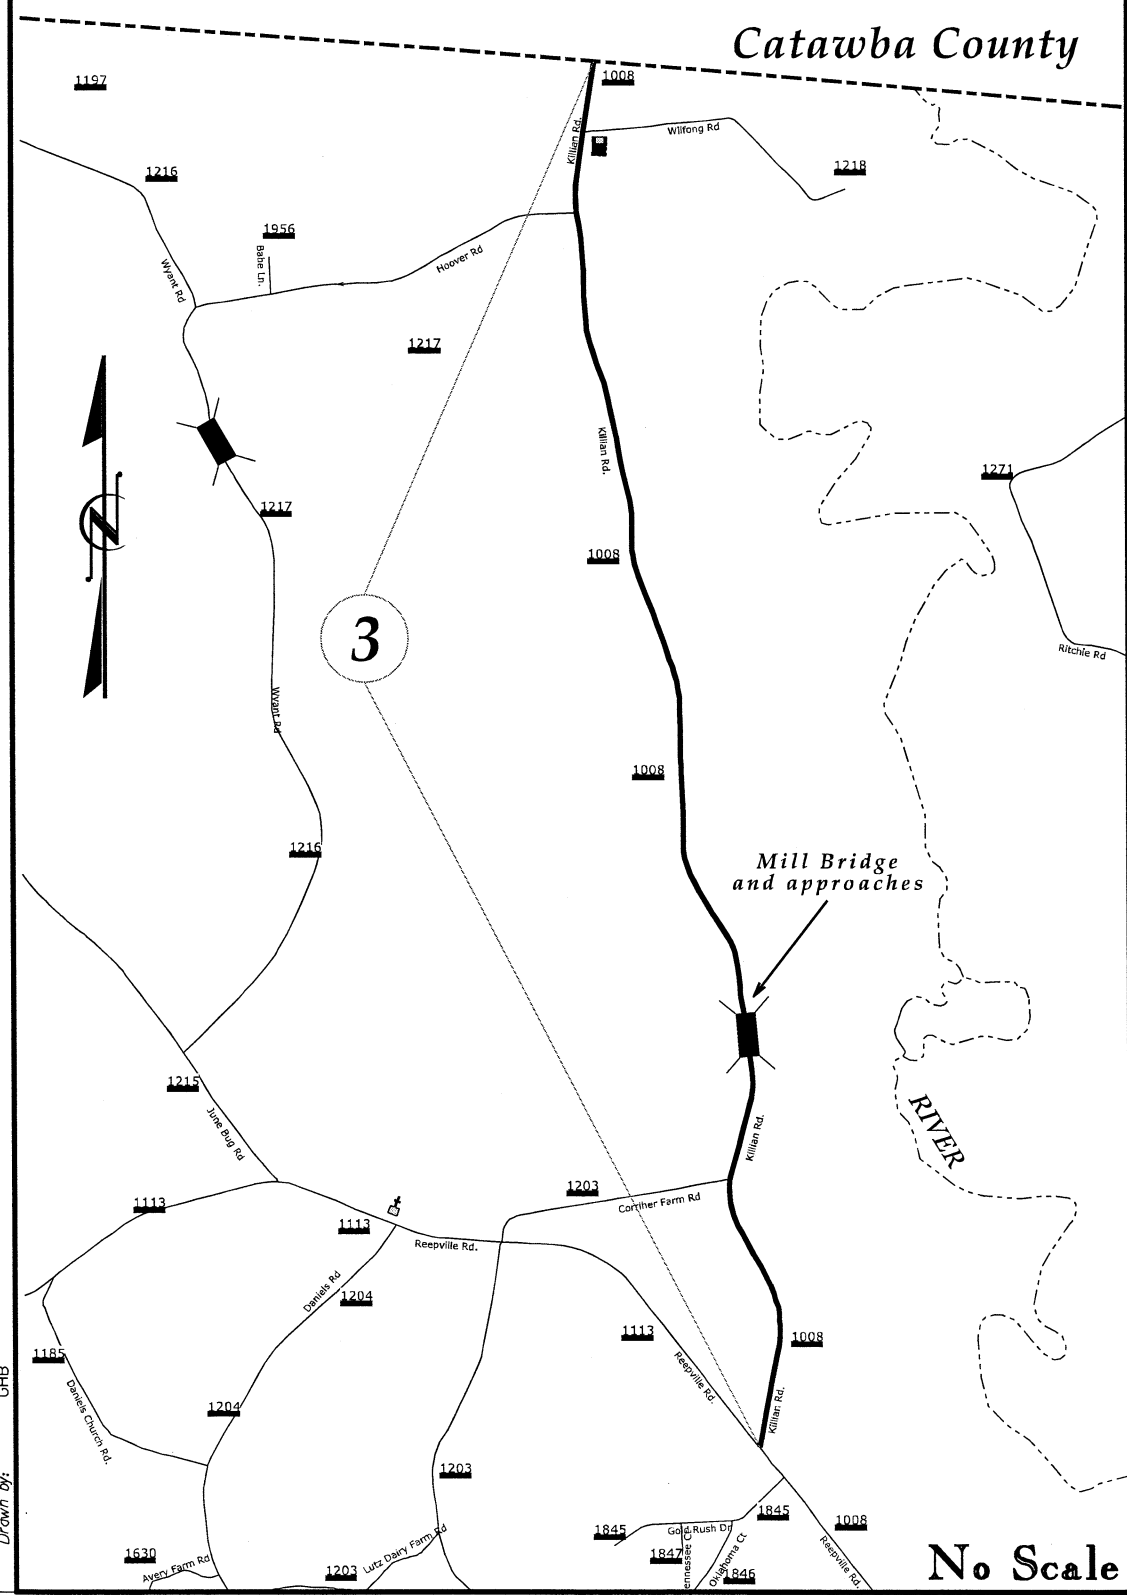 Catawba County
1197
1008
Killian Rd.
Wilfong Rd
1218
1216
1956
Babe Ln.
Wyant Rd
Hoover Rd
1217
Killian Rd.
1271
1217
N
1008
3
Ritchie Rd
Wyant Rd
1008
1216
Mill Bridge
and approaches
1215
June Bug Rd
RIVER
Killian Rd.
1203
Corriher Farm Rd
1113
1113
Reepville Rd.
Daniels Rd
1204
1113
1008
1185
Reepville Rd.
Killian Rd.
Daniels Church Rd.
1204
GHB
Drawn by:
1203
1845
1845
Gold Rush Dr
1008
1847
Oklahoma Ct
1846
Reepville Rd.
1630
Avery Farm Rd
1203
Lutz Dairy Farm Rd
No Scale